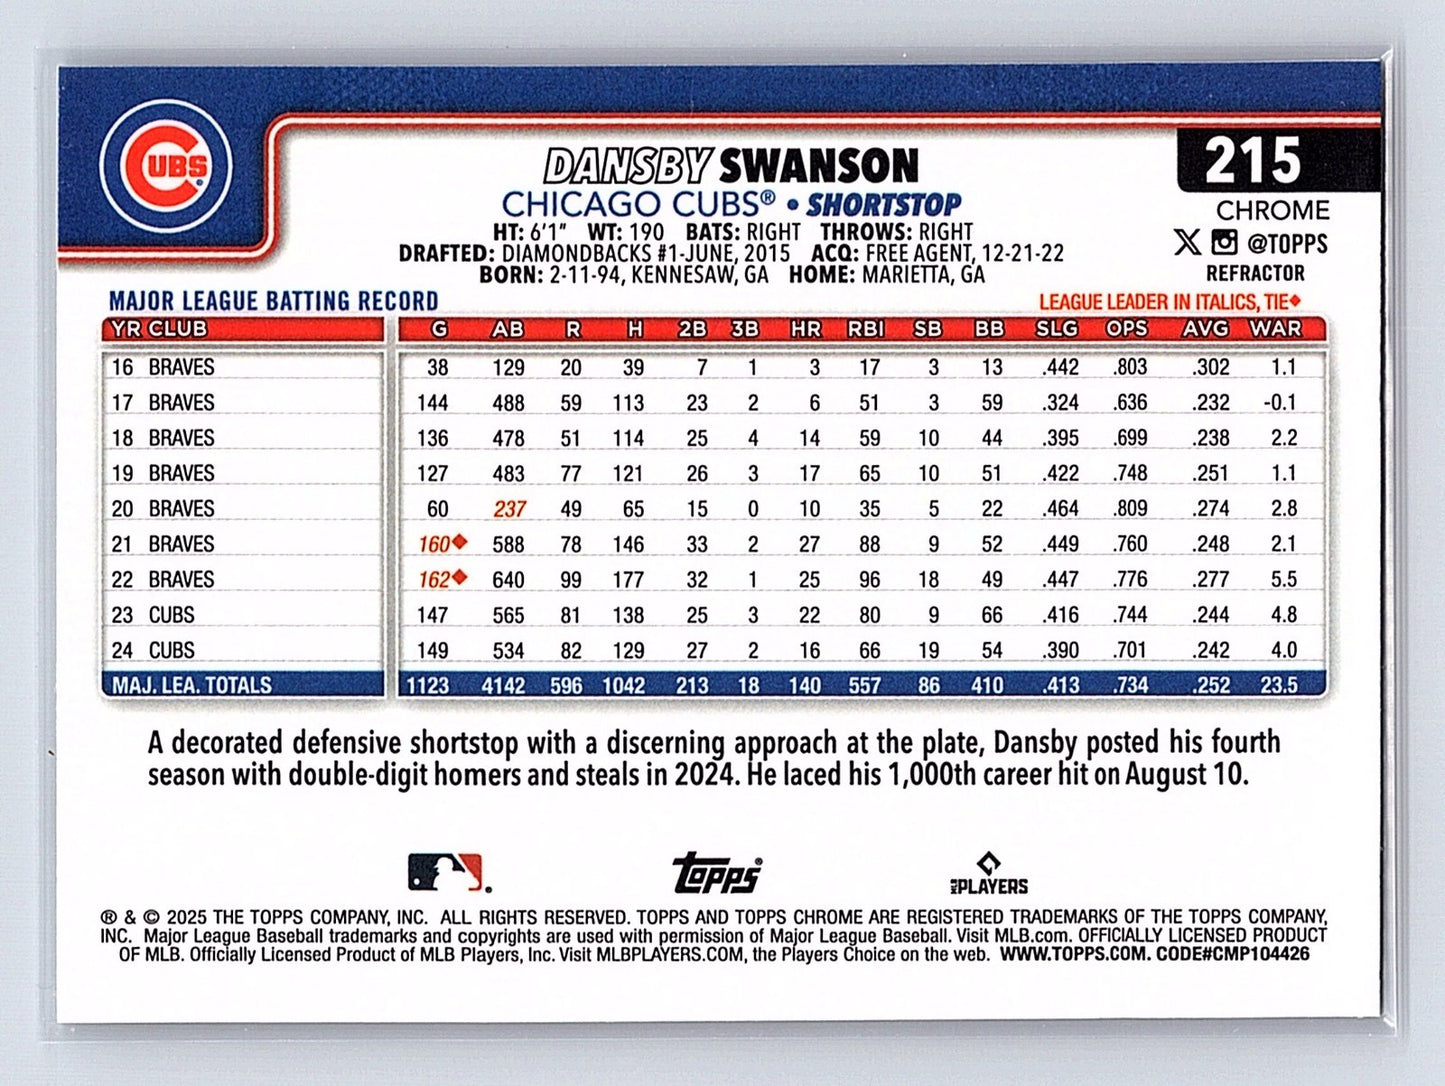 CUBS
DANSBY SWANSON
215
CHICAGO CUBS® • SHORTSTOP
CHROME
HT: 6'1" WT: 190 BATS: RIGHT THROWS: RIGHT
@TOPPS
DRAFTED: DIAMONDBACKS #1-JUNE, 2015 ACQ: FREE AGENT, 12-21-22
BORN: 2-11-94, KENNESAW, GA HOME: MARIETTA, GA
REFRACTOR
MAJOR LEAGUE BATTING RECORD
LEAGUE LEADER IN ITALICS, TIE◆
YR CLUB G AB R H 2B 3B HR RBI SB BB SLG OPS AVG WAR
16 BRAVES 38 129 20 39 7 1 3 17 3 13 .442 .803 .302 1.1
17 BRAVES 144 488 59 113 23 2 6 51 3 59 .324 .636 .232 -0.1
18 BRAVES 136 478 51 114 25 4 14 59 10 44 .395 .699 .238 2.2
19 BRAVES 127 483 77 121 26 3 17 65 10 51 .422 .748 .251 1.1
20 BRAVES 60 237 49 65 15 0 10 35 5 22 .464 .809 .274 2.8
21 BRAVES 160◆ 588 78 146 33 2 27 88 9 52 .449 .760 .248 2.1
22 BRAVES 162◆ 640 99 177 32 1 25 96 18 49 .447 .776 .277 5.5
23 CUBS 147 565 81 138 25 3 22 80 9 66 .416 .744 .244 4.8
24 CUBS 149 534 82 129 27 2 16 66 19 54 .390 .701 .242 4.0
MAJ. LEA. TOTALS 1123 4142 596 1042 213 18 140 557 86 410 .413 .734 .252 23.5
A decorated defensive shortstop with a discerning approach at the plate, Dansby posted his fourth
season with double-digit homers and steals in 2024. He laced his 1,000th career hit on August 10.
Topps®
MLB PLAYERS
® & © 2025 THE TOPPS COMPANY, INC. ALL RIGHTS RESERVED. TOPPS AND TOPPS CHROME ARE REGISTERED TRADEMARKS OF THE TOPPS COMPANY,
INC. Major League Baseball trademarks and copyrights are used with permission of Major League Baseball. Visit MLB.com. OFFICIALLY LICENSED PRODUCT
OF MLB. Officially Licensed Product of MLB Players, Inc. Visit MLBPLAYERS.COM, the Players Choice on the web. WWW.TOPPS.COM. CODE#CMP104426